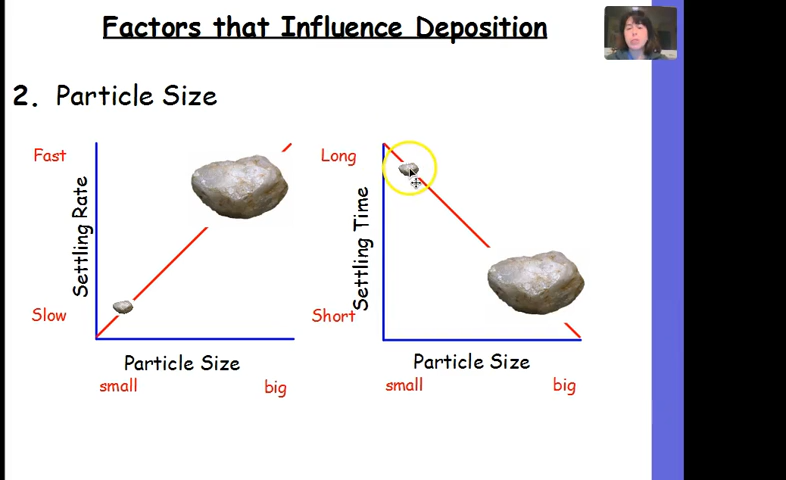 Factors that Influence Deposition
2. Particle Size
Fast
Settling Rate
Slow
Particle Size
small big
Long
Settling Time
Short
Particle Size
small big